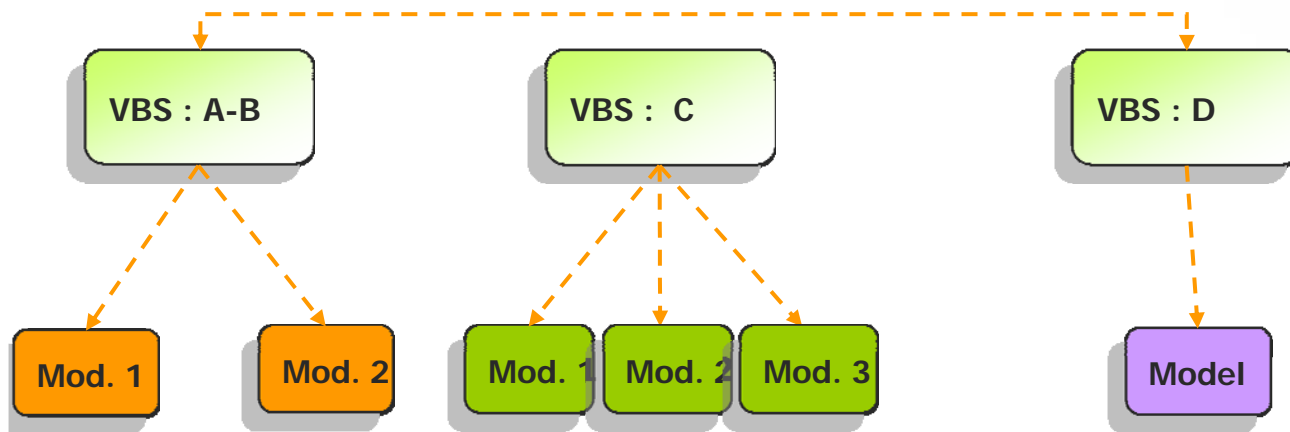 VBS : A-B
VBS :  C
VBS : D
Mod. 1
Mod. 2
Mod. 1
Mod. 2
Mod. 3
Model